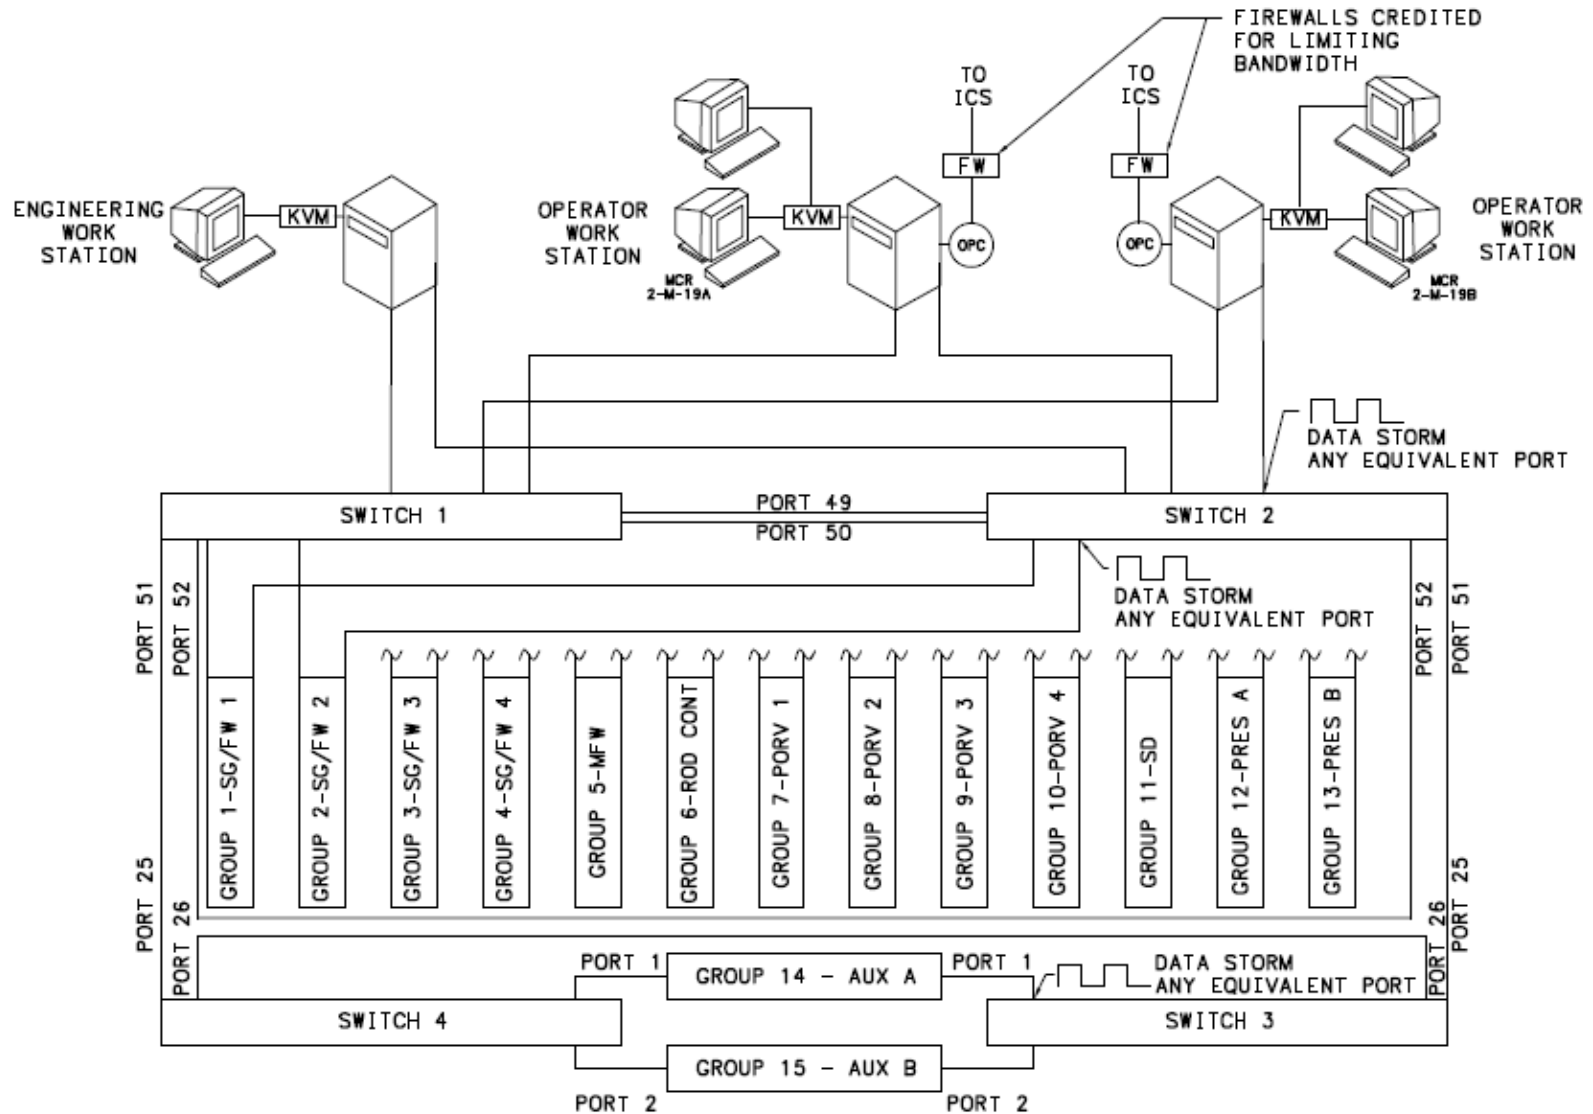 FIREWALLS CREDITED
FOR LIMITING
BANDWIDTH
TO
ICS
TO
ICS
FW
FW
ENGINEERING
WORK
STATION
KVM
OPERATOR
WORK
STATION
MCR
2-M-19A
KVM
OPC
OPC
KVM
OPERATOR
WORK
STATION
MCR
2-M-19B
DATA STORM
ANY EQUIVALENT PORT
SWITCH 1
PORT 49
PORT 50
SWITCH 2
DATA STORM
ANY EQUIVALENT PORT
PORT 51
PORT 52
PORT 52
PORT 51
GROUP 1-SG/FW 1
GROUP 2-SG/FW 2
GROUP 3-SG/FW 3
GROUP 4-SG/FW 4
GROUP 5-MFW
GROUP 6-ROD CONT
GROUP 7-PORV 1
GROUP 8-PORV 2
GROUP 9-PORV 3
GROUP 10-PORV 4
GROUP 11-SD
GROUP 12-PRES A
GROUP 13-PRES B
PORT 25
PORT 26
PORT 26
PORT 25
PORT 1
GROUP 14 - AUX A
PORT 1
DATA STORM
ANY EQUIVALENT PORT
SWITCH 4
SWITCH 3
GROUP 15 - AUX B
PORT 2
PORT 2